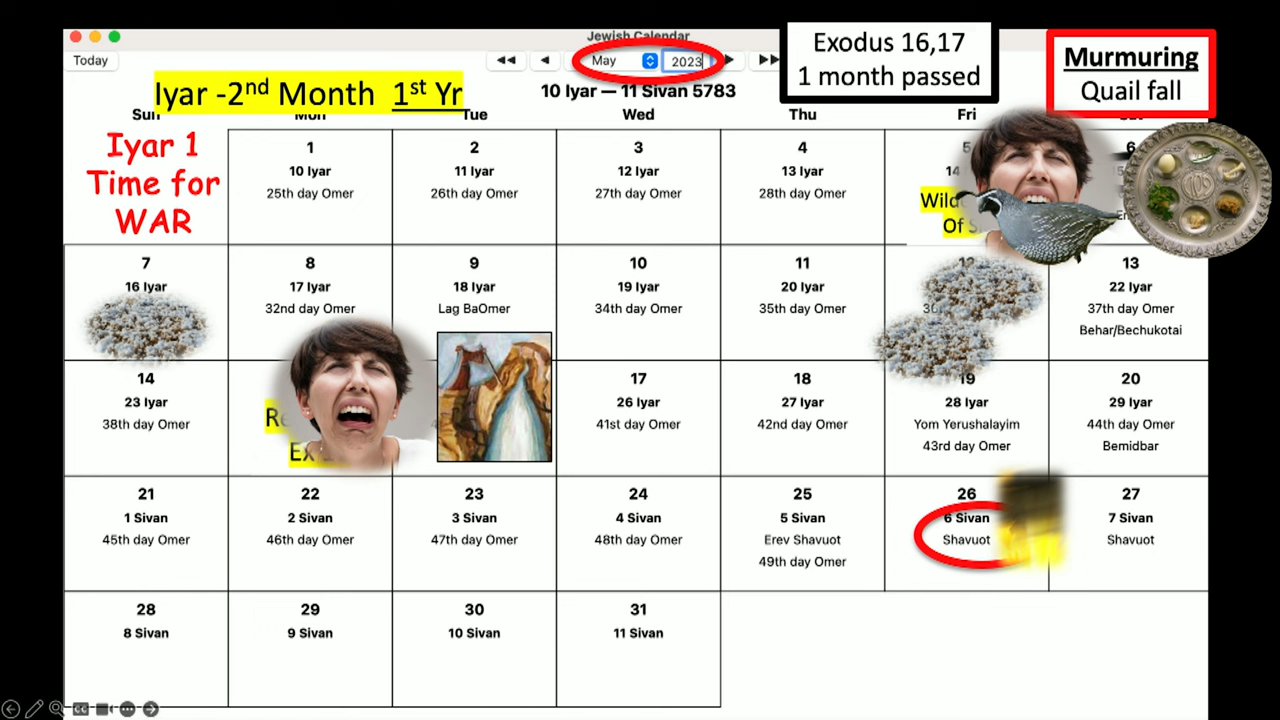 Jewish Calendar
Today
May
2023
Exodus 16,17
1 month passed
Murmuring
Quail fall
Iyar -2nd Month 1st Yr
10 Iyar — 11 Sivan 5783
Sun Mon Tue Wed Thu Fri Sat
Iyar 1
Time for
WAR
1
10 Iyar
25th day Omer
2
11 Iyar
26th day Omer
3
12 Iyar
27th day Omer
4
13 Iyar
28th day Omer
5
14
Of
6
7
16 Iyar
8
17 Iyar
32nd day Omer
9
18 Iyar
Lag BaOmer
10
19 Iyar
34th day Omer
11
20 Iyar
35th day Omer
12
13
22 Iyar
37th day Omer
Behar/Bechukotai
14
23 Iyar
38th day Omer
17
26 Iyar
41st day Omer
18
27 Iyar
42nd day Omer
19
28 Iyar
Yom Yerushalayim
43rd day Omer
20
29 Iyar
44th day Omer
Bemidbar
21
1 Sivan
45th day Omer
22
2 Sivan
46th day Omer
23
3 Sivan
47th day Omer
24
4 Sivan
48th day Omer
25
5 Sivan
Erev Shavuot
49th day Omer
26
6 Sivan
Shavuot
27
7 Sivan
Shavuot
28
8 Sivan
29
9 Sivan
30
10 Sivan
31
11 Sivan